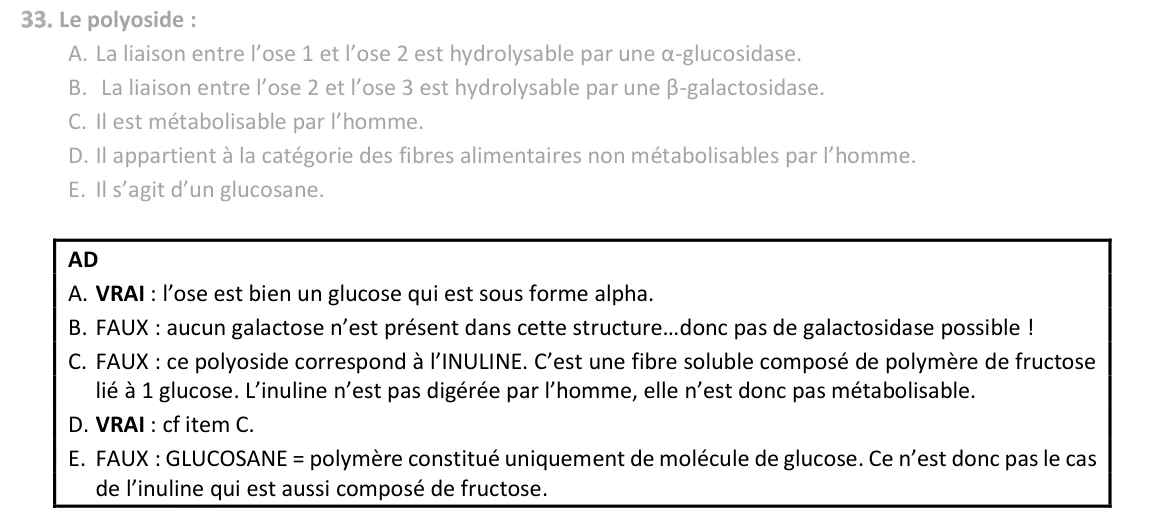 33. Le polyoside :
A. La liaison entre l’ose 1 et l’ose 2 est hydrolysable par une α-glucosidase.
B. La liaison entre l’ose 2 et l’ose 3 est hydrolysable par une β-galactosidase.
C. Il est métabolisable par l’homme.
D. Il appartient à la catégorie des fibres alimentaires non métabolisables par l’homme.
E. Il s’agit d’un glucosane.
AD
A. VRAI : l’ose est bien un glucose qui est sous forme alpha.
B. FAUX : aucun galactose n’est présent dans cette structure…donc pas de galactosidase possible !
C. FAUX : ce polyoside correspond à l’INULINE. C’est une fibre soluble composé de polymère de fructose
lié à 1 glucose. L’inuline n’est pas digérée par l’homme, elle n’est donc pas métabolisable.
D. VRAI : cf item C.
E. FAUX : GLUCOSANE = polymère constitué uniquement de molécule de glucose. Ce n’est donc pas le cas
de l’inuline qui est aussi composé de fructose.